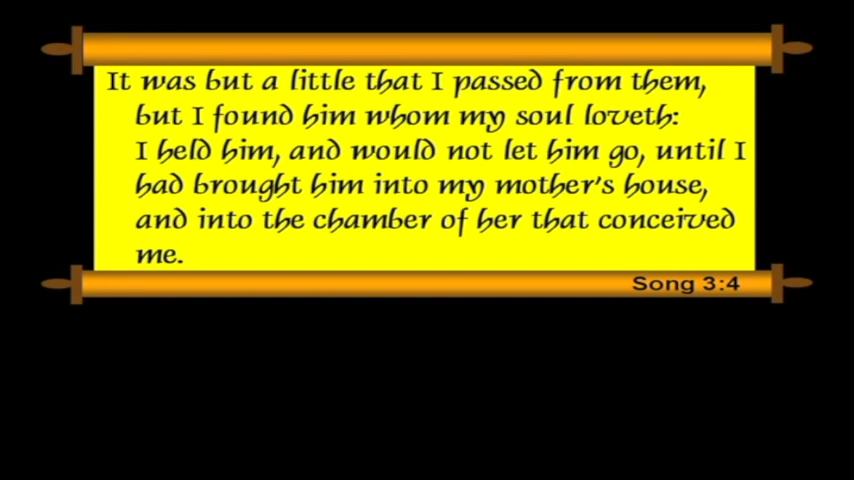 It was but a little that I passed from them,
but I found him whom my soul loveth:
I held him, and would not let him go, until I
had brought him into my mother's house,
and into the chamber of her that conceived
me.
Song 3:4